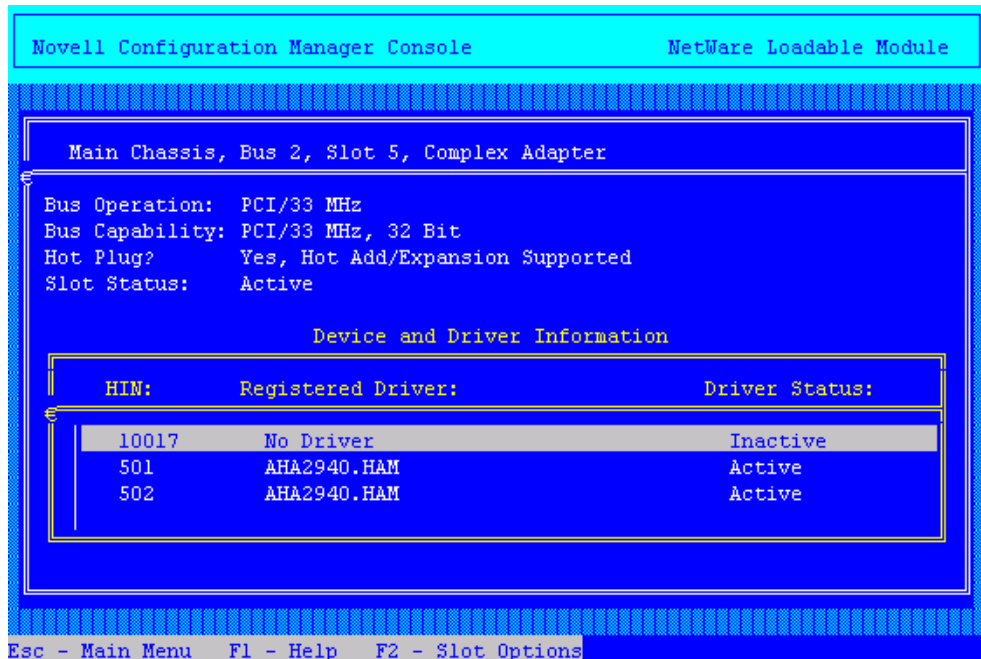 Novell Configuration Manager Console NetWare Loadable Module
Main Chassis, Bus 2, Slot 5, Complex Adapter
Bus Operation: PCI/33 MHz
Bus Capability: PCI/33 MHz, 32 Bit
Hot Plug? Yes, Hot Add/Expansion Supported
Slot Status: Active
Device and Driver Information
HIN: Registered Driver: Driver Status:
10017 No Driver Inactive
501 AHA2940.HAM Active
502 AHA2940.HAM Active
Esc - Main Menu F1 - Help F2 - Slot Options